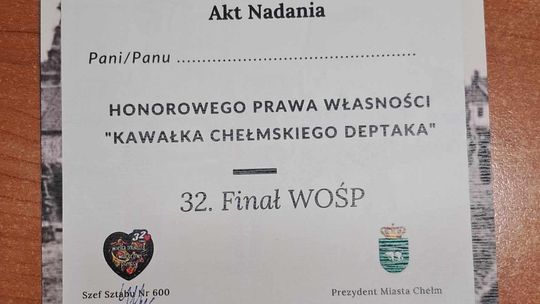 Akt Nadania
Pani/Panu ................................................
HONOROWEGO PRAWA WŁASNOŚCI
"KAWAŁKA CHEŁMSKIEGO DEPTAKA"
32. Finał WOŚP
32
Szef Sztabu Nr 600
Prezydent Miasta Chełm